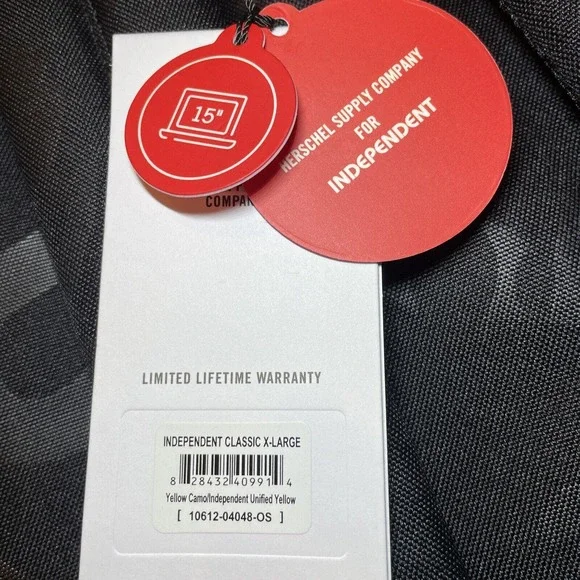 15"
HERSCHEL SUPPLY COMPANY
FOR
INDEPENDENT
LIMITED LIFETIME WARRANTY
INDEPENDENT CLASSIC X-LARGE
8 28432 40991 4
Yellow Camo/Independent Unified Yellow
[ 10612-04048-OS ]